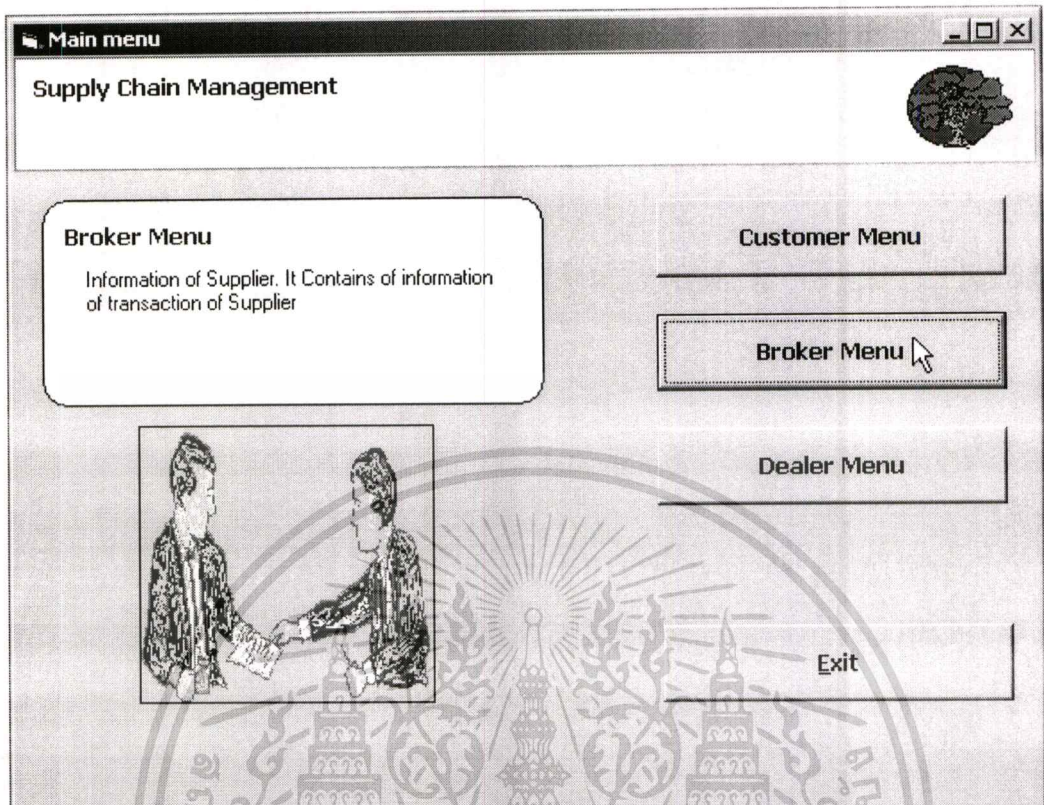 Main menu
Supply Chain Management
Broker Menu
Information of Supplier. It Contains of information
of transaction of Supplier
Customer Menu
Broker Menu
Dealer Menu
Exit